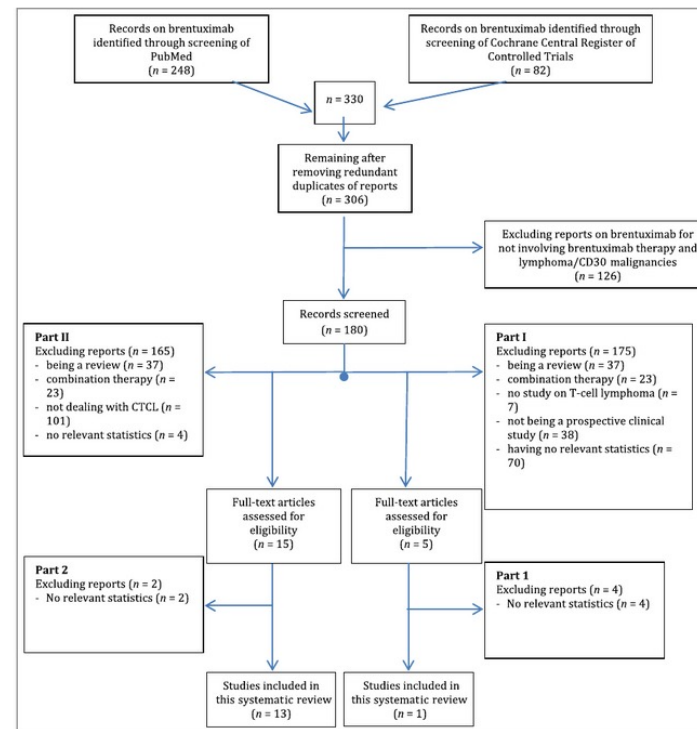 Records on brentuximab
identified through screening of
PubMed
(n = 248)
Records on brentuximab identified through
screening of Cochrane Central Register of
Controlled Trials
(n = 82)
n = 330
Remaining after
removing redundant
duplicates of reports
(n = 306)
Excluding reports on brentuximab for
not involving brentuximab therapy and
lymphoma/CD30 malignancies
(n = 126)
Records screened
(n = 180)
Part II
Excluding reports (n = 165)
- being a review (n = 37)
- combination therapy (n =
23)
- not dealing with CTCL (n =
101)
- no relevant statistics (n = 4)
Part I
Excluding reports (n = 175)
- being a review (n = 37)
- combination therapy (n = 23)
- no study on T-cell lymphoma (n =
7)
- not being a prospective clinical
study (n = 38)
- having no relevant statistics (n =
70)
Full-text articles
assessed for
eligibility
(n = 15)
Full-text articles
assessed for
eligibility
(n = 5)
Part 2
Excluding reports (n = 2)
- No relevant statistics (n = 2)
Part 1
Excluding reports (n = 4)
- No relevant statistics (n = 4)
Studies included in
this systematic review
(n = 13)
Studies included in
this systematic review
(n = 1)